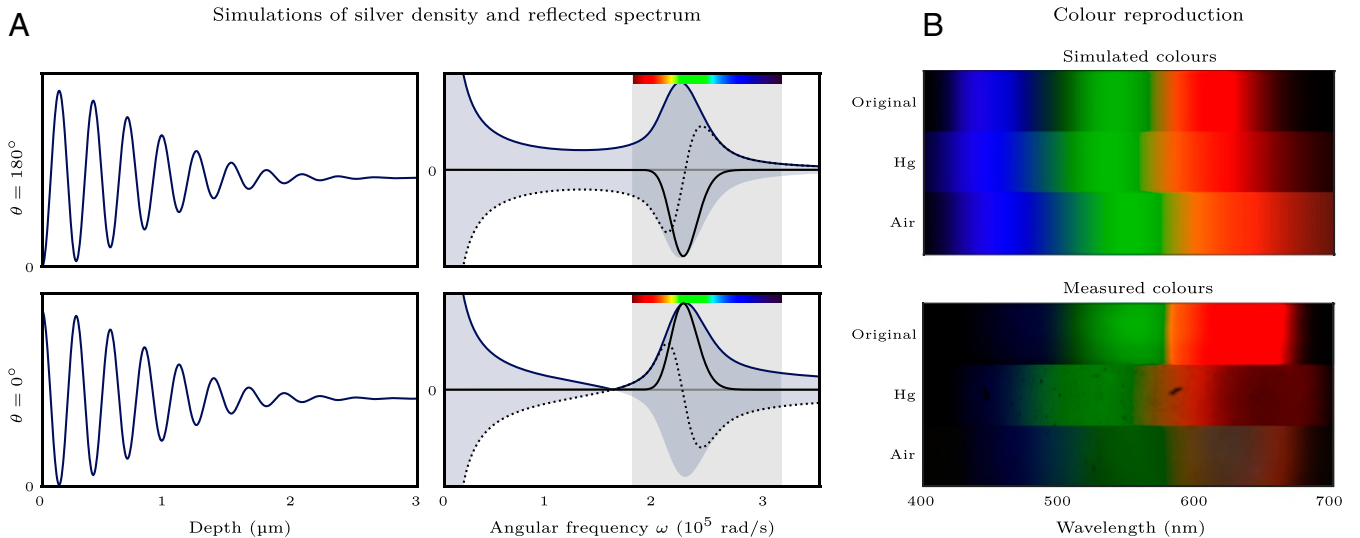 A
Simulations of silver density and reflected spectrum
θ = 180°
0
0
θ = 0°
0
0 1 2 3
0 1 2 3
Depth (µm)
Angular frequency ω (10⁵ rad/s)
B
Colour reproduction
Simulated colours
Original
Hg
Air
Measured colours
Original
Hg
Air
400 500 600 700
Wavelength (nm)